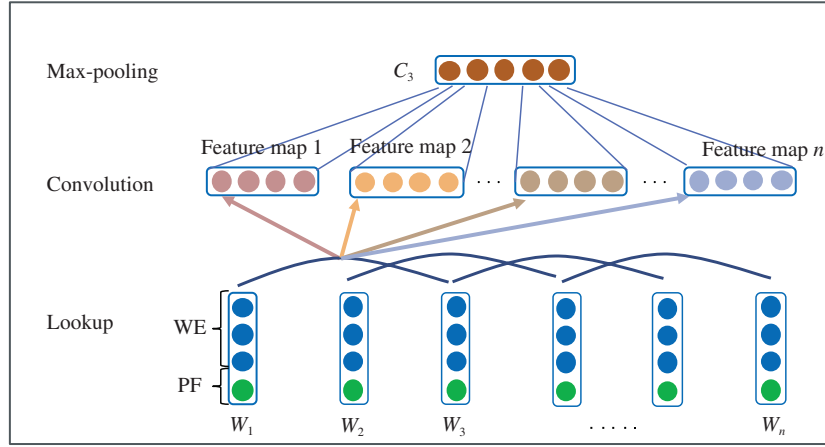 Max-pooling
C₃
Feature map 1
Feature map 2
Feature map n
Convolution
. . .
. . .
Lookup
WE
PF
W₁
W₂
W₃
. . . . .
Wₙ